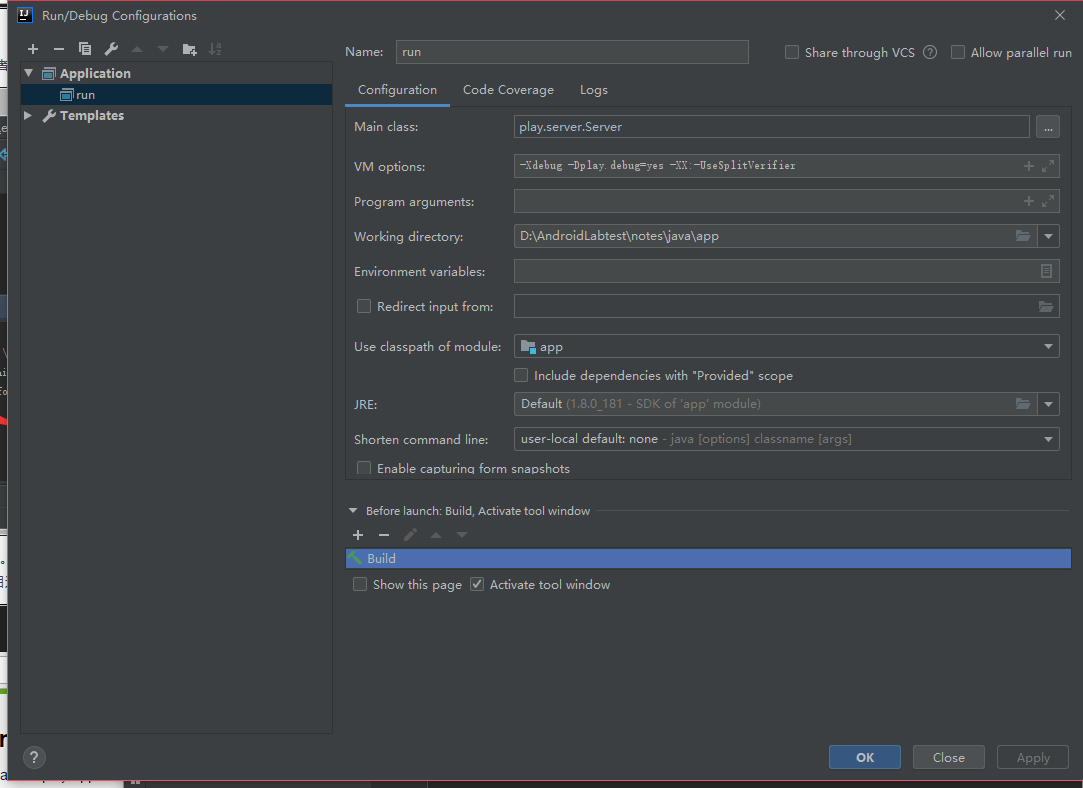 Run/Debug Configurations
Application
run
Templates
Name: run
Share through VCS
Allow parallel run
Configuration Code Coverage Logs
Main class: play.server.Server ...
VM options: -Xdebug -Dplay.debug=yes -XX:-UseSplitVerifier
Program arguments:
Working directory: D:\AndroidLabtest\notes\java\app
Environment variables:
Redirect input from:
Use classpath of module: app
Include dependencies with "Provided" scope
JRE: Default (1.8.0_181 - SDK of 'app' module)
Shorten command line: user-local default: none - java [options] classname [args]
Enable capturing form snapshots
Before launch: Build, Activate tool window
Build
Show this page Activate tool window
? OK Close Apply